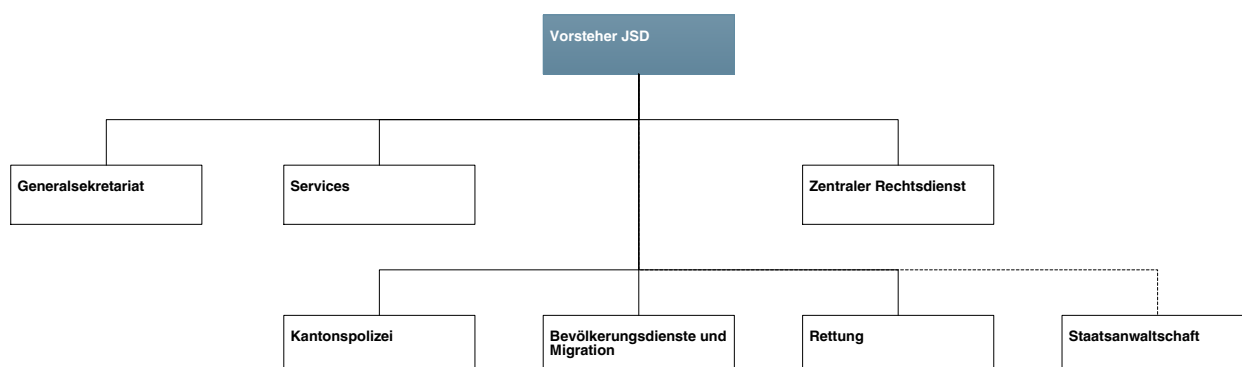 Vorsteher JSD
Generalsekretariat
Services
Zentraler Rechtsdienst
Kantonspolizei
Bevölkerungsdienste und
Migration
Rettung
Staatsanwaltschaft